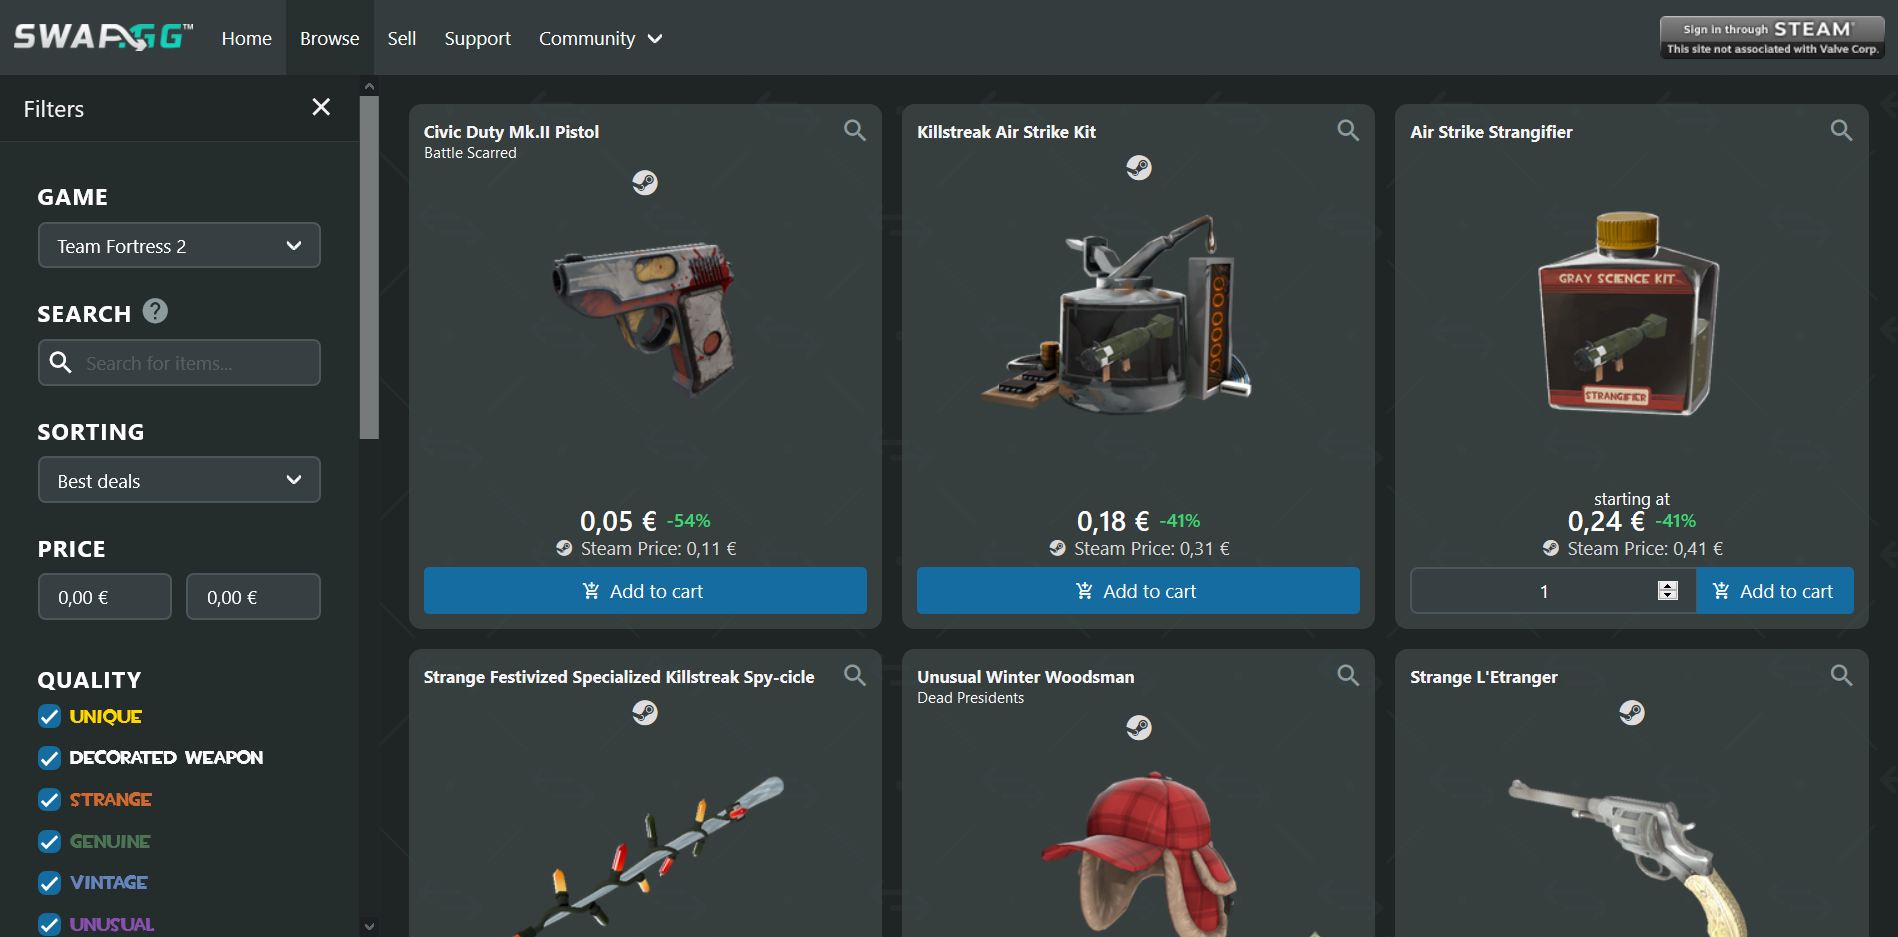 SWAP.GG™
Home
Browse
Sell
Support
Community
Sign in through STEAM®
This site not associated with Valve Corp.
Filters
GAME
Team Fortress 2
SEARCH ?
Search for items...
SORTING
Best deals
PRICE
0,00 €
0,00 €
QUALITY
UNIQUE
DECORATED WEAPON
STRANGE
GENUINE
VINTAGE
UNUSUAL
Civic Duty Mk.II Pistol
Battle Scarred
0,05 € -54%
Steam Price: 0,11 €
Add to cart
Killstreak Air Strike Kit
0,18 € -41%
Steam Price: 0,31 €
Add to cart
Air Strike Strangifier
GRAY SCIENCE KIT
STRANGIFIER
starting at
0,24 € -41%
Steam Price: 0,41 €
1
Add to cart
Strange Festivized Specialized Killstreak Spy-cicle
Unusual Winter Woodsman
Dead Presidents
Strange L'Etranger